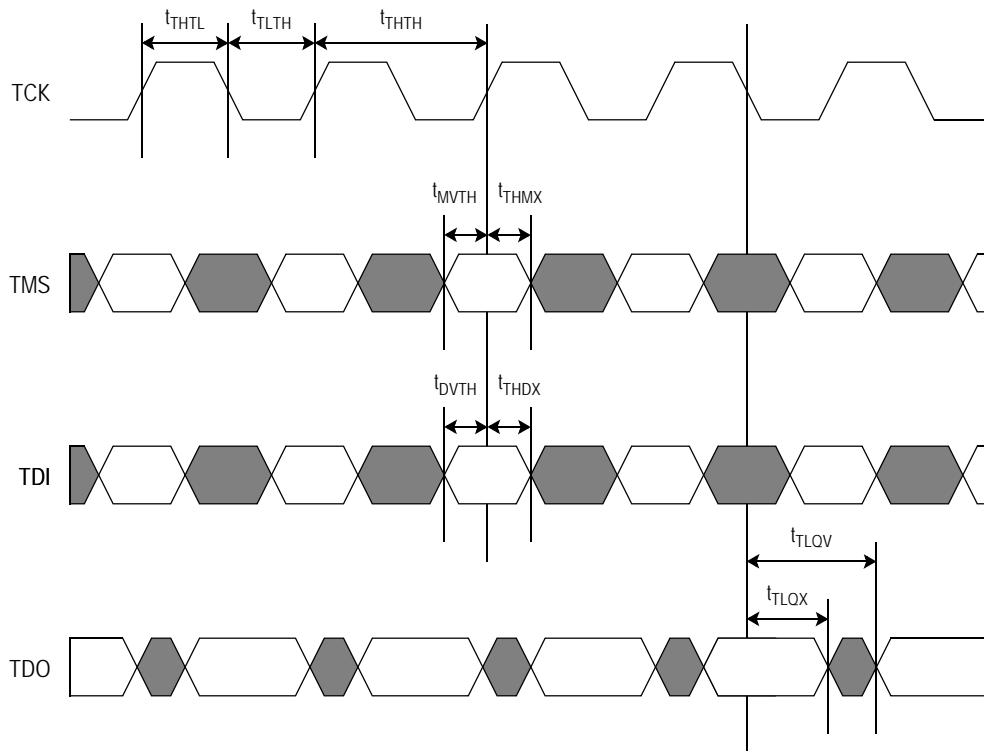 tTHTL tTLTH tTHTH
TCK
tMVTH tTHMX
TMS
tDVTH tTHDX
TDI
tTLQV
tTLQX
TDO